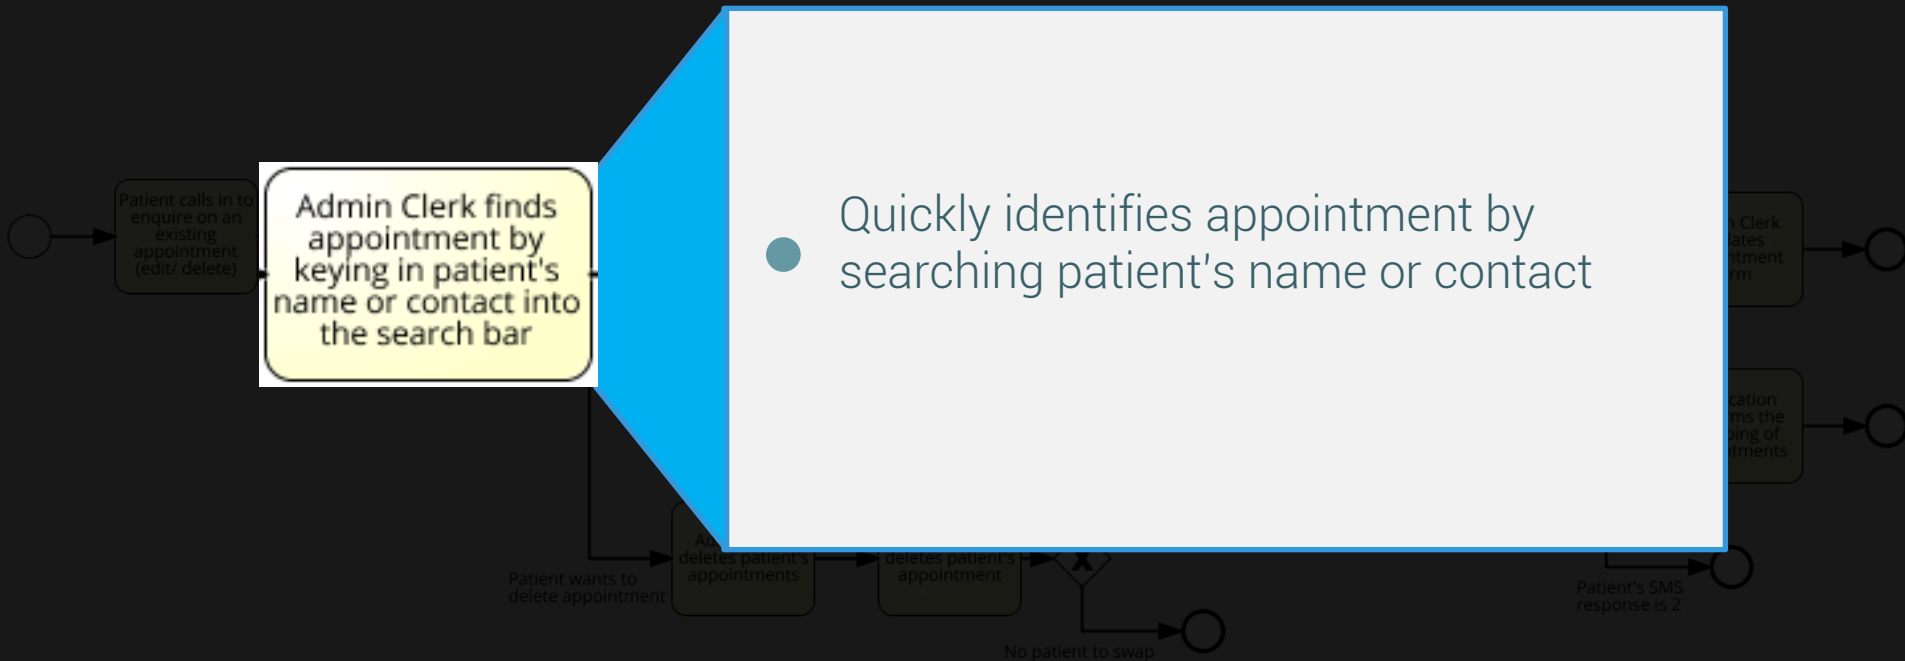 Patient calls in to
enquire on an
existing
appointment
(edit/ delete)
Admin Clerk finds
appointment by
keying in patient's
name or contact into
the search bar
Quickly identifies appointment by
searching patient's name or contact
Clerk
Patient wants to
delete appointment
deletes patient's
appointments
deletes patient's
appointment
No patient to swap
Patient's SMS
response is 2